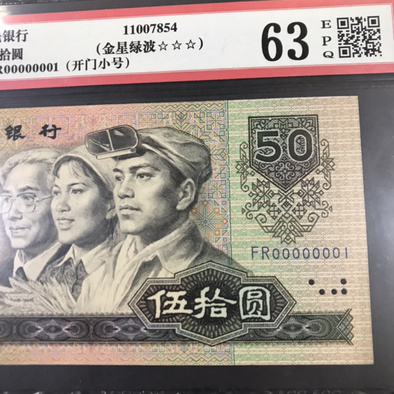 银行
11007854
拾圆
(金星绿波☆☆☆)
R00000001 (开门小号)
63
E
P
Q
银行
50
FR00000001
伍拾圆